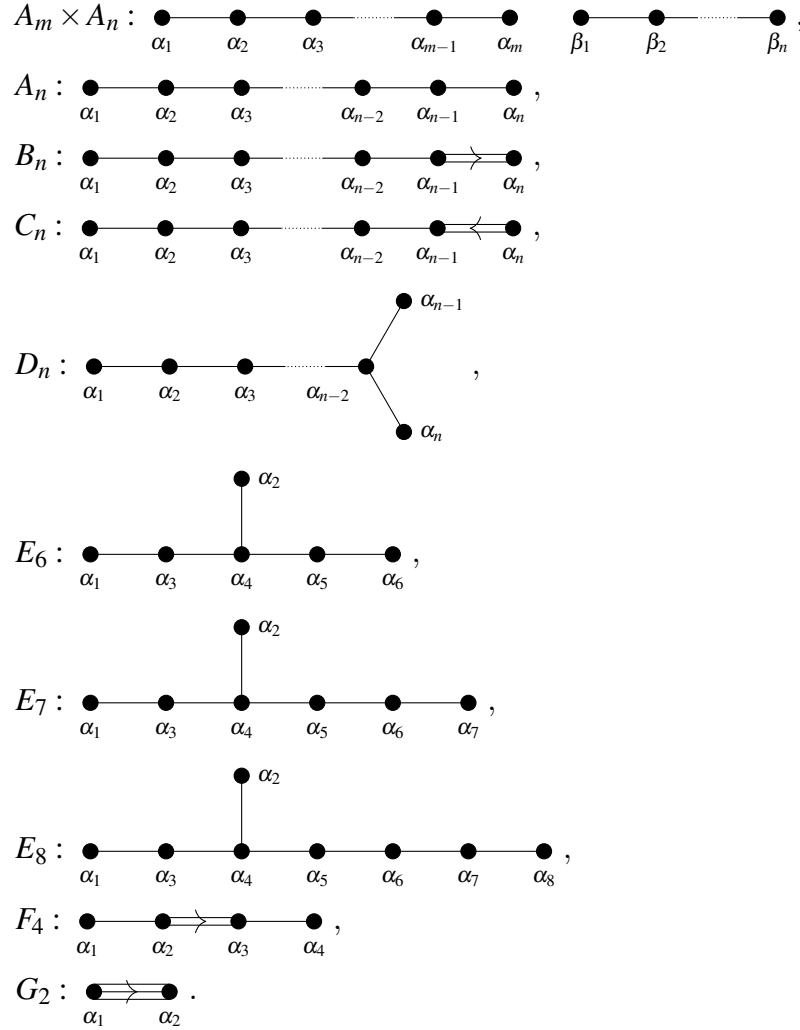 A_m × A_n : α_1 α_2 α_3 α_{m−1} α_m β_1 β_2 β_n ,
A_n : α_1 α_2 α_3 α_{n−2} α_{n−1} α_n ,
B_n : α_1 α_2 α_3 α_{n−2} α_{n−1} α_n ,
C_n : α_1 α_2 α_3 α_{n−2} α_{n−1} α_n ,
α_{n−1}
D_n : ,
α_1 α_2 α_3 α_{n−2}
α_n
α_2
E_6 : ,
α_1 α_3 α_4 α_5 α_6
α_2
E_7 : ,
α_1 α_3 α_4 α_5 α_6 α_7
α_2
E_8 : ,
α_1 α_3 α_4 α_5 α_6 α_7 α_8
F_4 : ,
α_1 α_2 α_3 α_4
G_2 : .
α_1 α_2